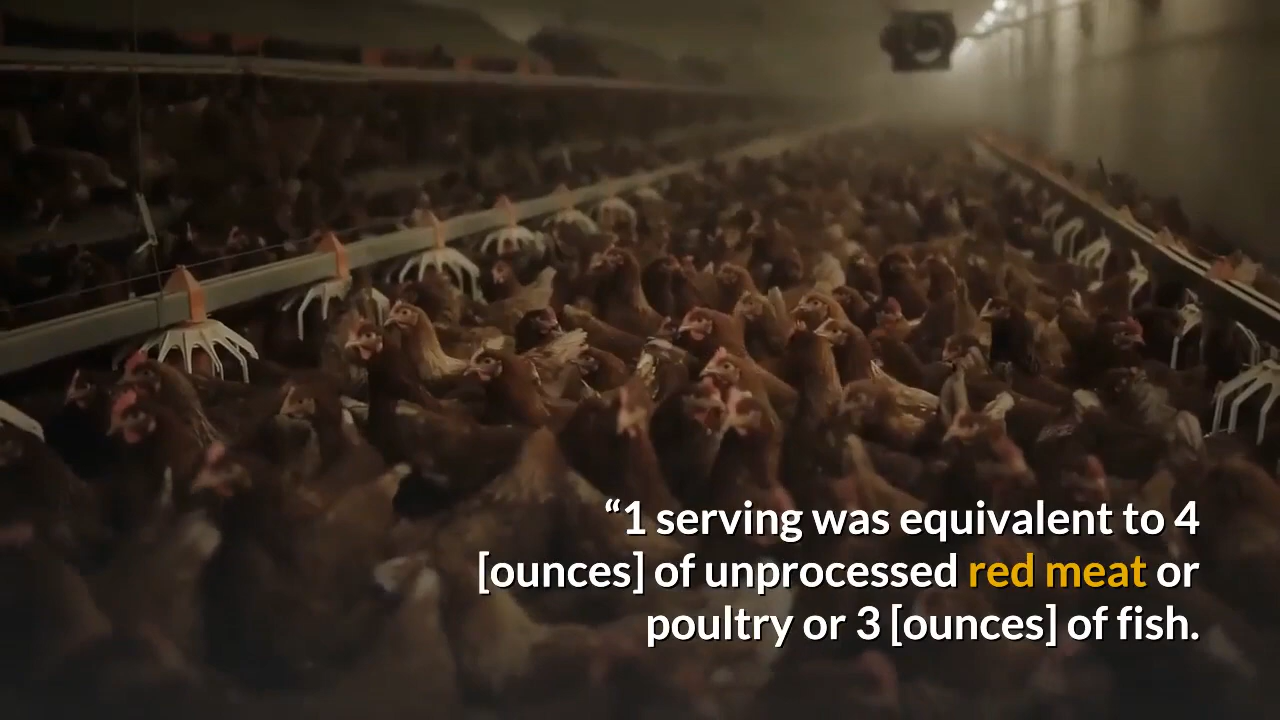 “1 serving was equivalent to 4
[ounces] of unprocessed red meat or
poultry or 3 [ounces] of fish.